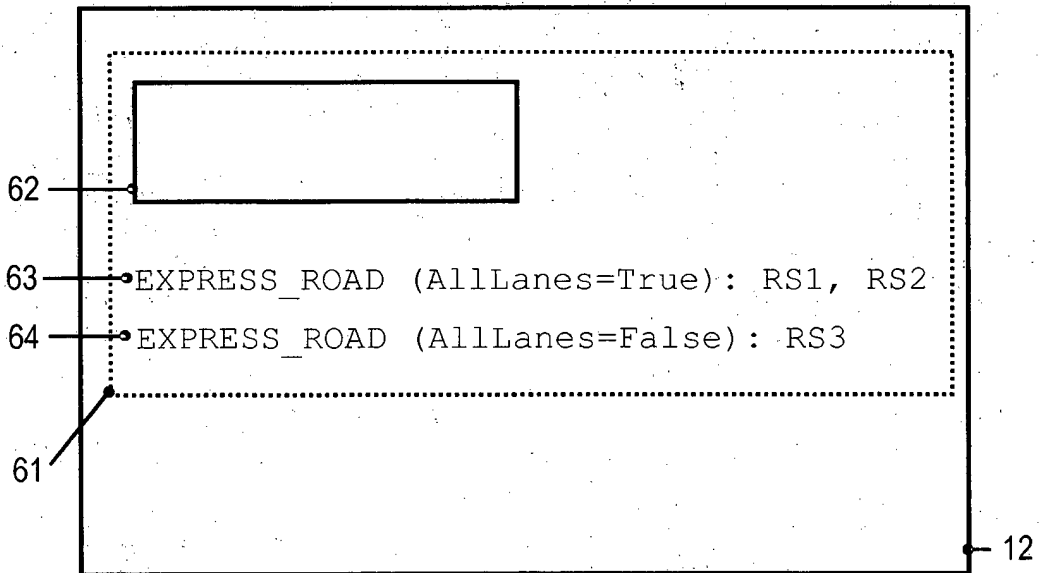 62
63 EXPRESS_ROAD (AllLanes=True): RS1, RS2
64 EXPRESS_ROAD (AllLanes=False): RS3
61
12